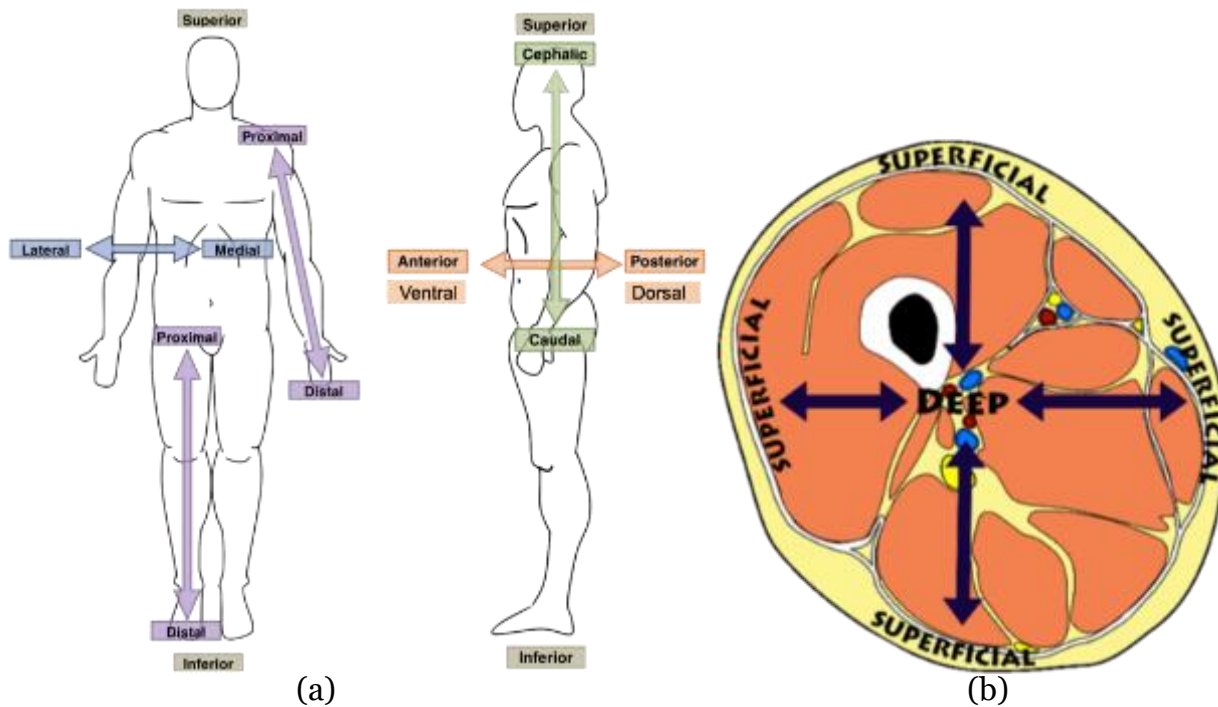 Superior
Proximal
Lateral
Medial
Proximal
Distal
Distal
Inferior
Superior
Cephalic
Anterior
Posterior
Ventral
Dorsal
Caudal
Inferior
SUPERFICIAL
SUPERFICIAL
SUPERFICIAL
DEEP
SUPERFICIAL
(a)
(b)